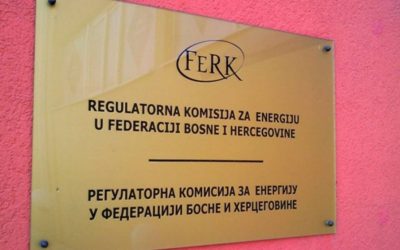 FERK
REGULATORNA KOMISIJA ZA ENERGIJU
U FEDERACIJI BOSNE I HERCEGOVINE
РЕГУЛАТОРНА КОМИСИЈА ЗА ЕНЕРГИЈУ
У ФЕДЕРАЦИЈИ БОСНЕ И ХЕРЦЕГОВИНЕ